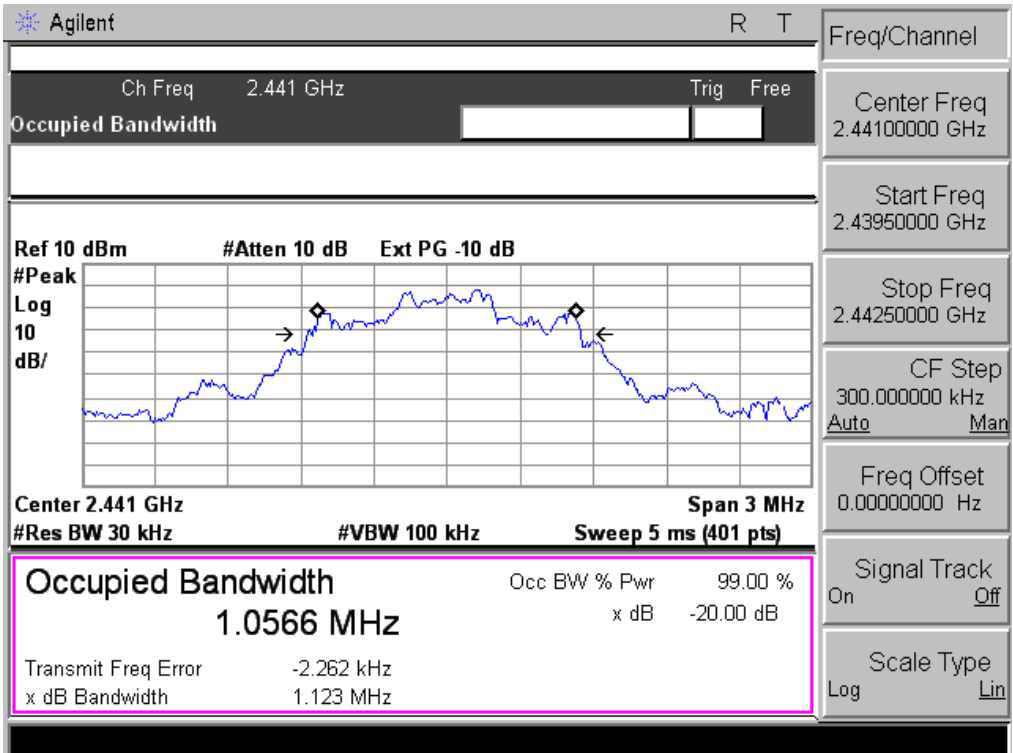 Agilent R T
Ch Freq 2.441 GHz Trig Free
Occupied Bandwidth
Ref 10 dBm #Atten 10 dB Ext PG -10 dB
#Peak
Log
10
dB/
Center 2.441 GHz Span 3 MHz
#Res BW 30 kHz #VBW 100 kHz Sweep 5 ms (401 pts)
Occupied Bandwidth Occ BW % Pwr 99.00 %
1.0566 MHz x dB -20.00 dB
Transmit Freq Error -2.262 kHz
x dB Bandwidth 1.123 MHz
Freq/Channel
Center Freq
2.44100000 GHz
Start Freq
2.43950000 GHz
Stop Freq
2.44250000 GHz
CF Step
300.000000 kHz
Auto Man
Freq Offset
0.00000000 Hz
Signal Track
On Off
Scale Type
Log Lin